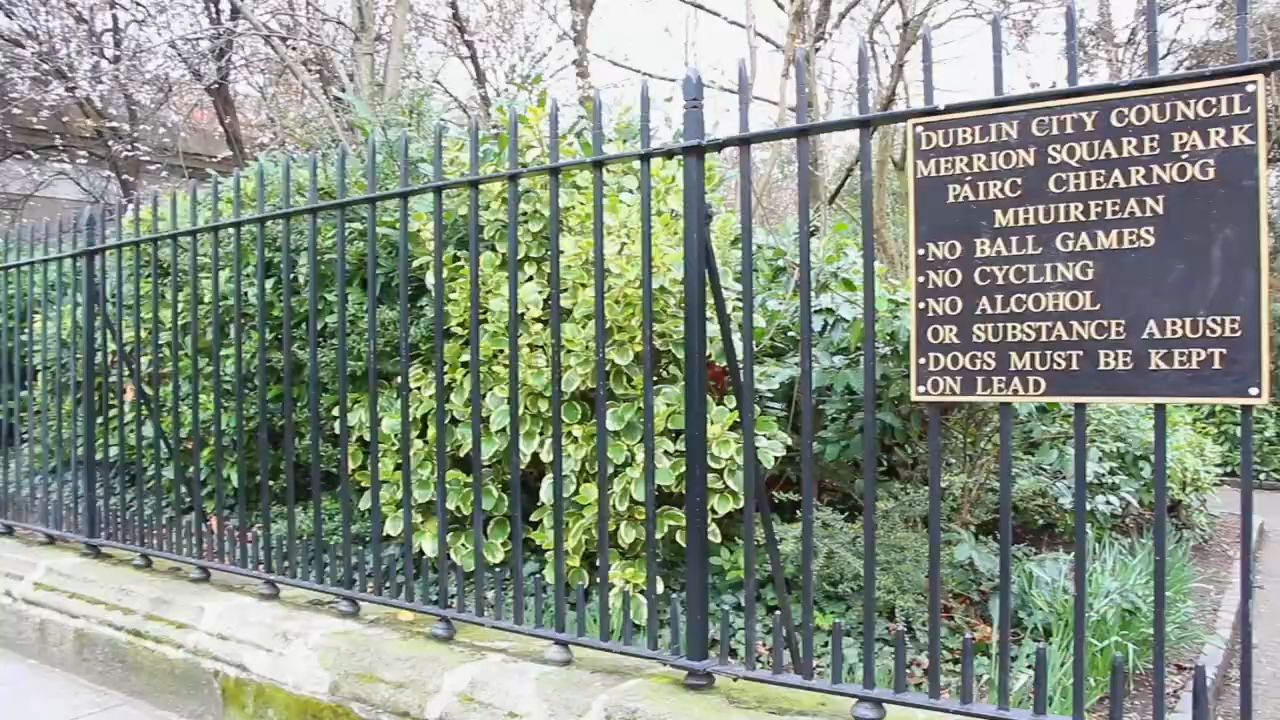 DUBLIN CITY COUNCIL
MERRION SQUARE PARK
PÁIRC CHEARNÓG
MHUIRFEAN
•NO BALL GAMES
•NO CYCLING
•NO ALCOHOL
OR SUBSTANCE ABUSE
•DOGS MUST BE KEPT
ON LEAD